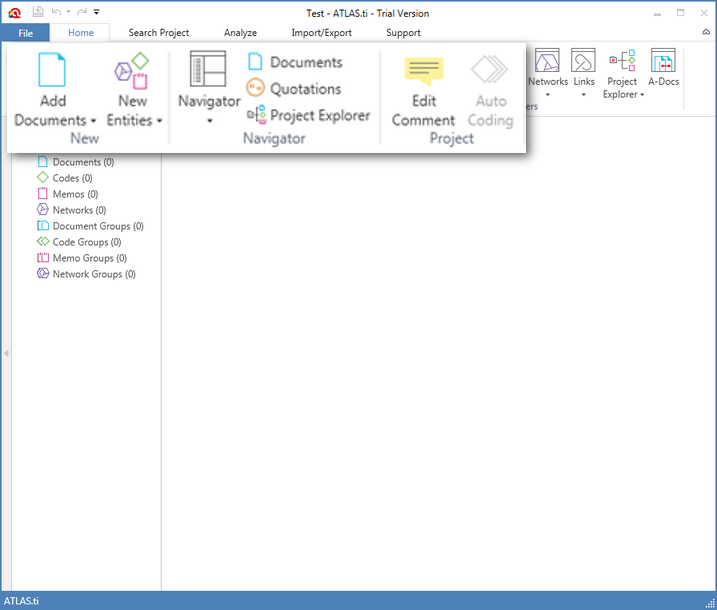 Test - ATLAS.ti - Trial Version
File Home Search Project Analyze Import/Export Support
Add Documents
New Entities
New
Navigator
Documents
Quotations
Project Explorer
Navigator
Edit Comment
Auto Coding
Project
Networks
Links
Project Explorer
A-Docs
ers
Documents (0)
Codes (0)
Memos (0)
Networks (0)
Document Groups (0)
Code Groups (0)
Memo Groups (0)
Network Groups (0)
ATLAS.ti